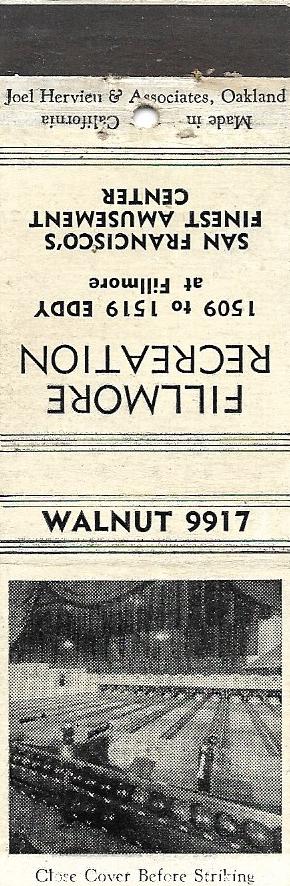 Joel Hervieu & Associates, Oakland
Made in California
FILLMORE
RECREATION
1509 to 1519 EDDY
at Fillmore
SAN FRANCISCO'S
FINEST AMUSEMENT
CENTER
WALNUT 9917
Close Cover Before Striking